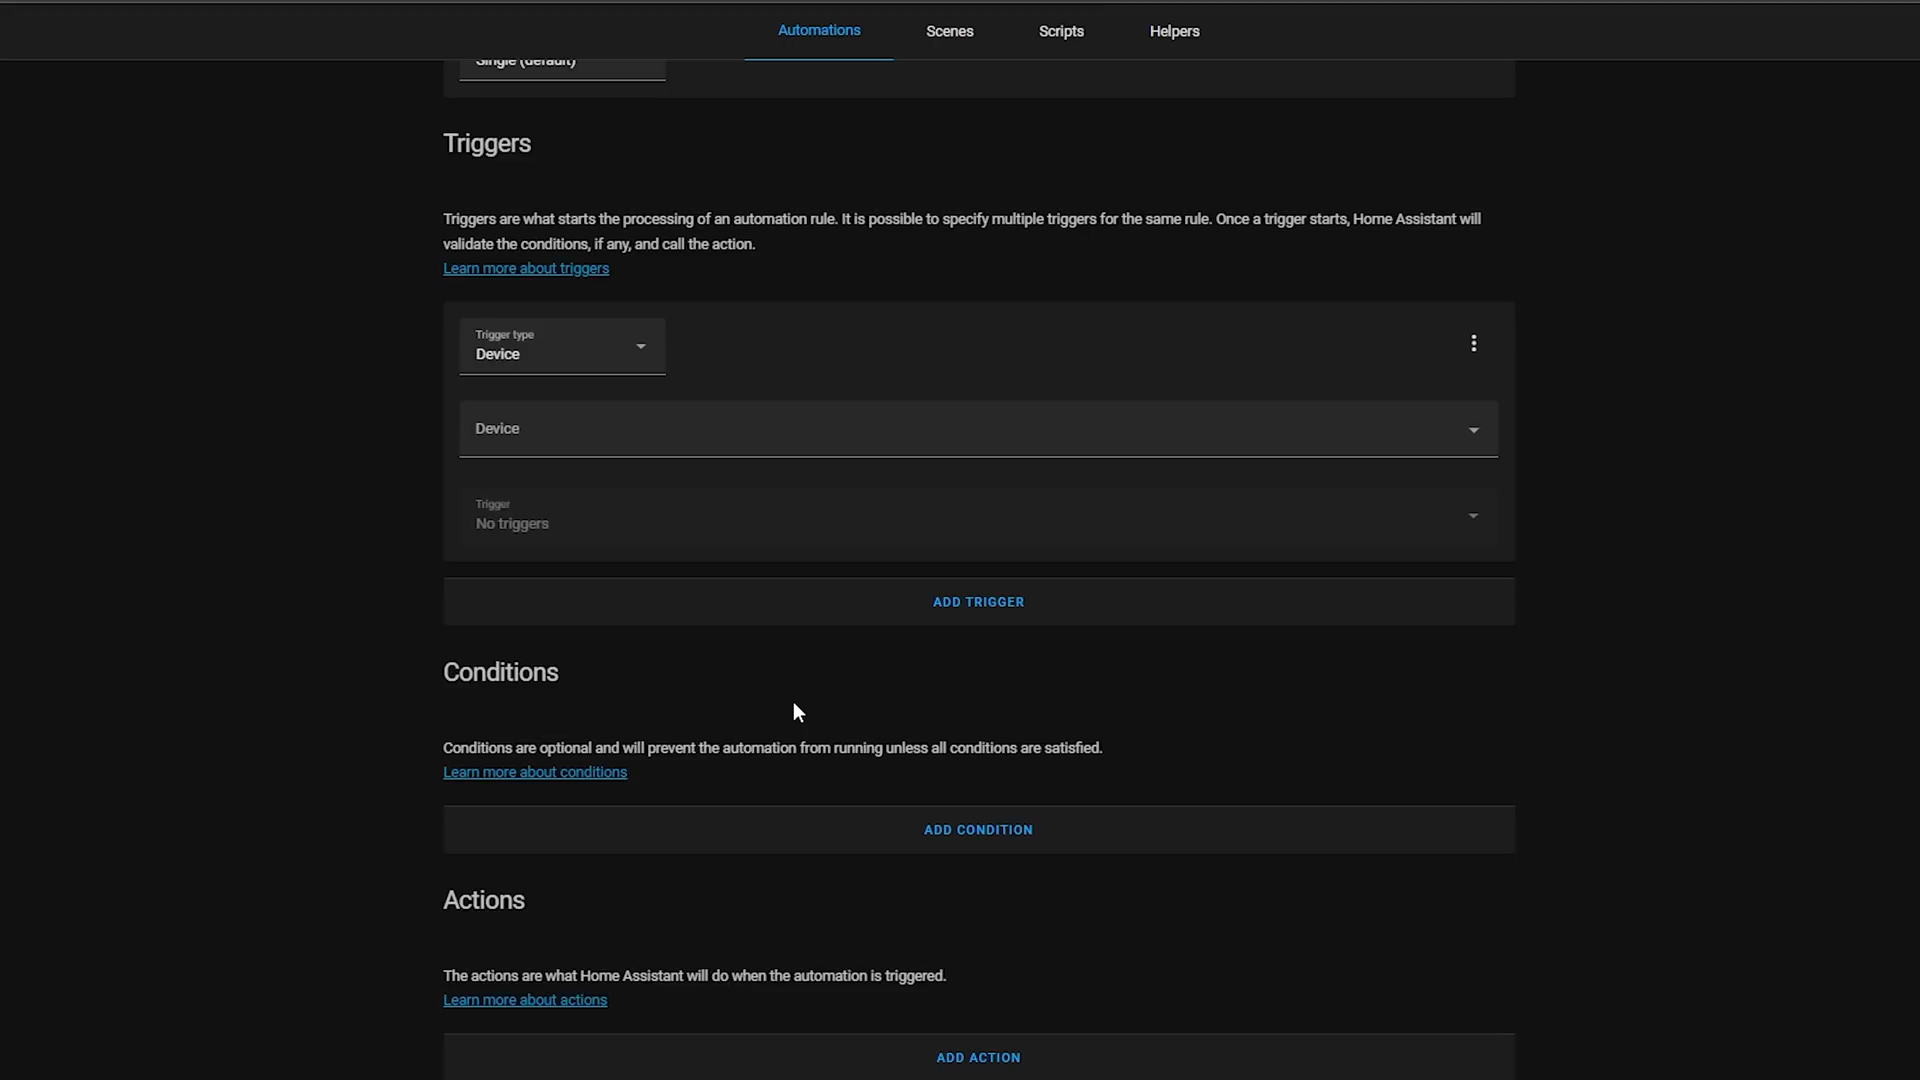 Automations
Scenes
Scripts
Helpers
Single (default)
Triggers
Triggers are what starts the processing of an automation rule. It is possible to specify multiple triggers for the same rule. Once a trigger starts, Home Assistant will
validate the conditions, if any, and call the action.
Learn more about triggers
Trigger type
Device
Device
Trigger
No triggers
ADD TRIGGER
Conditions
Conditions are optional and will prevent the automation from running unless all conditions are satisfied.
Learn more about conditions
ADD CONDITION
Actions
The actions are what Home Assistant will do when the automation is triggered.
Learn more about actions
ADD ACTION